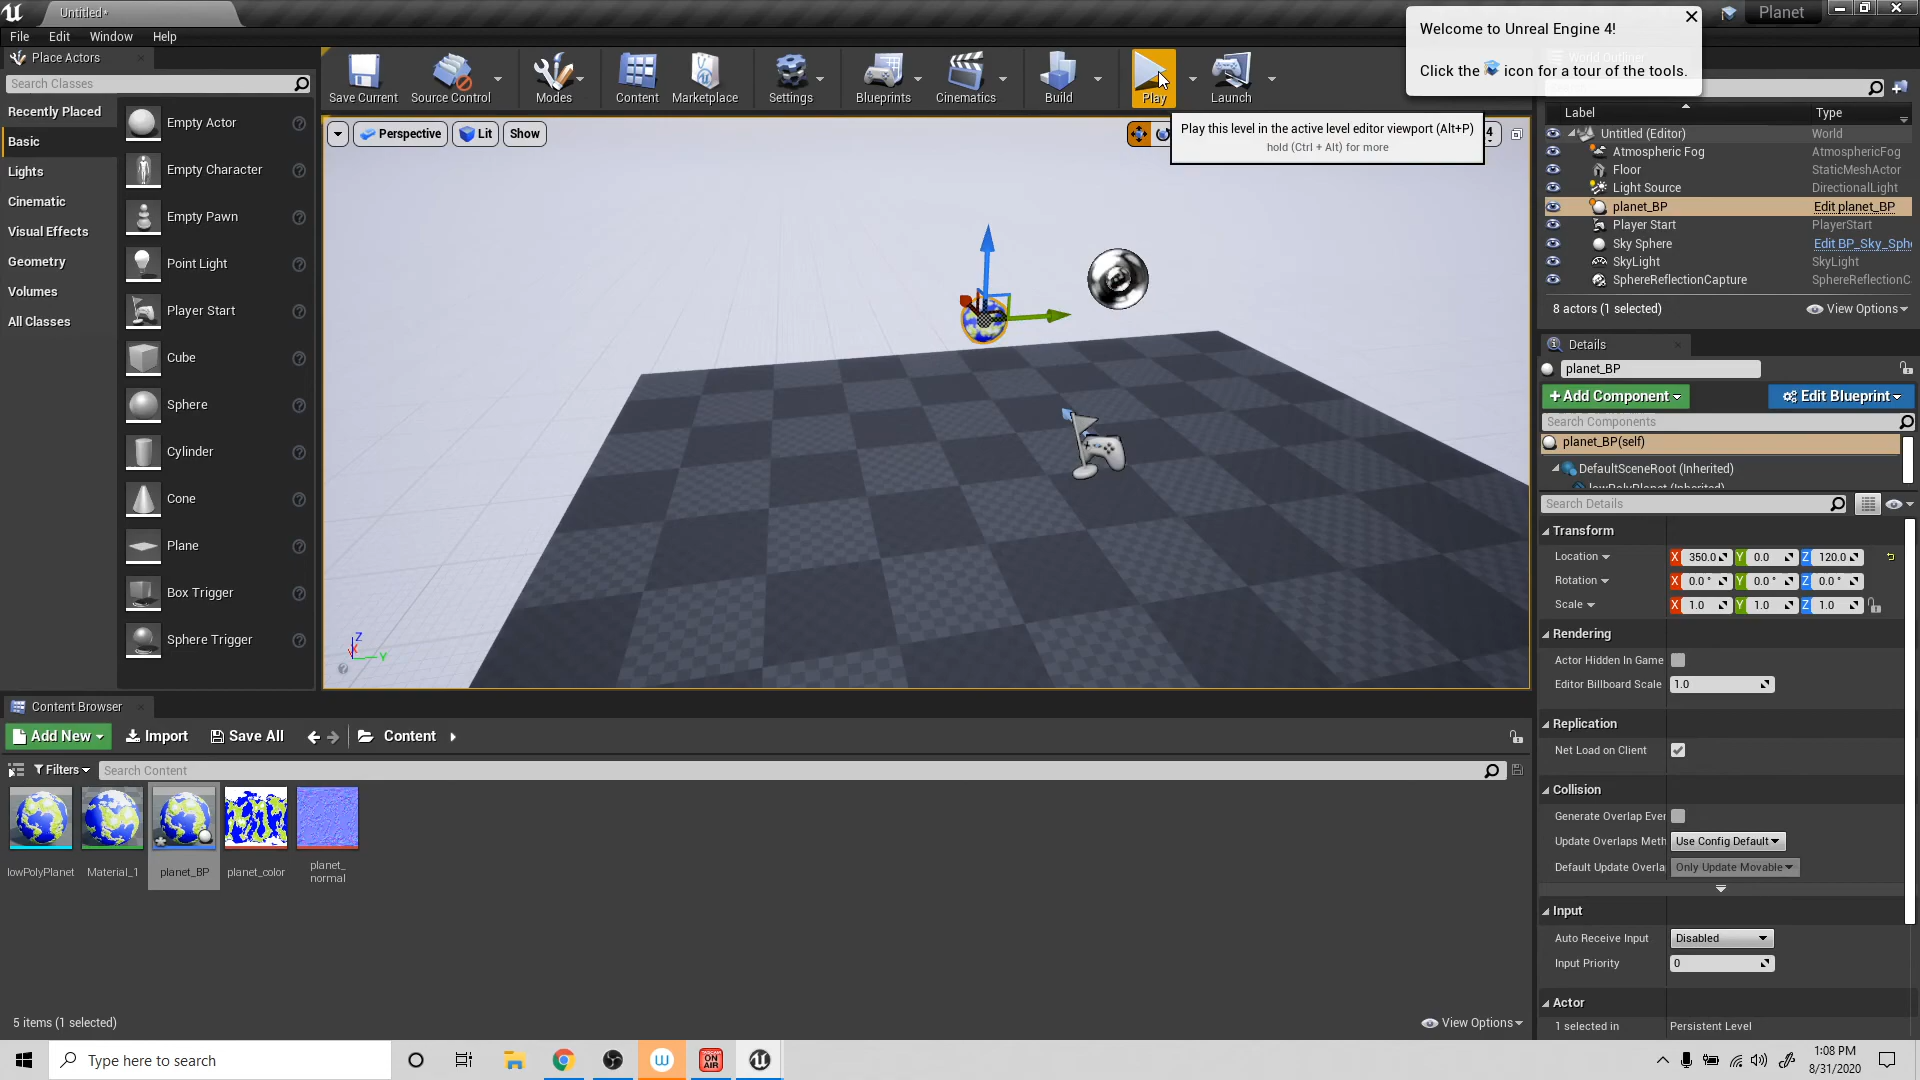 Untitled*
Planet
File Edit Window Help
Welcome to Unreal Engine 4!
Click the icon for a tour of the tools.
Place Actors
Search Classes
Recently Placed
Basic
Lights
Cinematic
Visual Effects
Geometry
Volumes
All Classes
Empty Actor
Empty Character
Empty Pawn
Point Light
Player Start
Cube
Sphere
Cylinder
Cone
Plane
Box Trigger
Sphere Trigger
Save Current Source Control Modes Content Marketplace Settings Blueprints Cinematics Build Play Launch
Perspective Lit Show
4
Play this level in the active level editor viewport (Alt+P)
hold (Ctrl + Alt) for more
Z
X
Y
World Outliner
Label Type
Untitled (Editor) World
Atmospheric Fog AtmosphericFog
Floor StaticMeshActor
Light Source DirectionalLight
planet_BP Edit planet_BP
Player Start PlayerStart
Sky Sphere Edit BP_Sky_Sph
SkyLight SkyLight
SphereReflectionCapture SphereReflectionC
8 actors (1 selected) View Options
Details
planet_BP
+Add Component Edit Blueprint
Search Components
planet_BP(self)
DefaultSceneRoot (Inherited)
lowPolyPlanet (Inherited)
Search Details
Transform
Location X 350.0 Y 0.0 Z 120.0
Rotation X 0.0° Y 0.0° Z 0.0°
Scale X 1.0 Y 1.0 Z 1.0
Rendering
Actor Hidden In Game
Editor Billboard Scale 1.0
Replication
Net Load on Client
Collision
Generate Overlap Ever
Update Overlaps Meth Use Config Default
Default Update Overla Only Update Movable
Input
Auto Receive Input Disabled
Input Priority 0
Actor
1 selected in Persistent Level
Content Browser
Add New Import Save All Content
Filters Search Content
lowPolyPlanet
Material_1
planet_BP
planet_color
planet_
normal
5 items (1 selected) View Options
Type here to search
ON
AIR
1:08 PM
8/31/2020